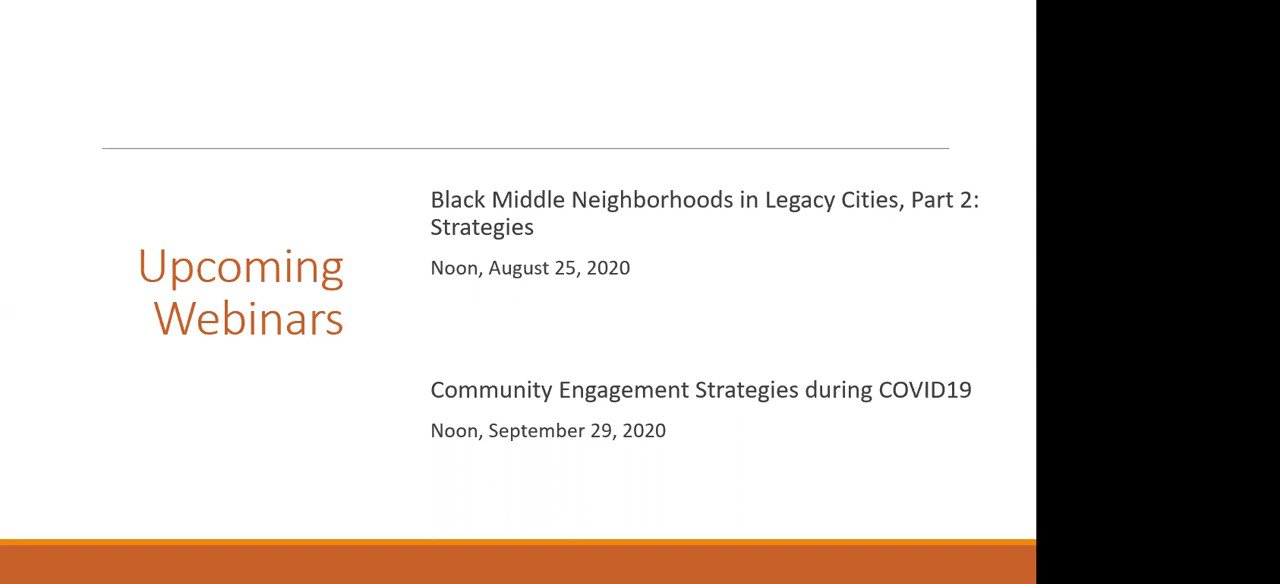 Upcoming
Webinars
Black Middle Neighborhoods in Legacy Cities, Part 2:
Strategies
Noon, August 25, 2020
Community Engagement Strategies during COVID19
Noon, September 29, 2020